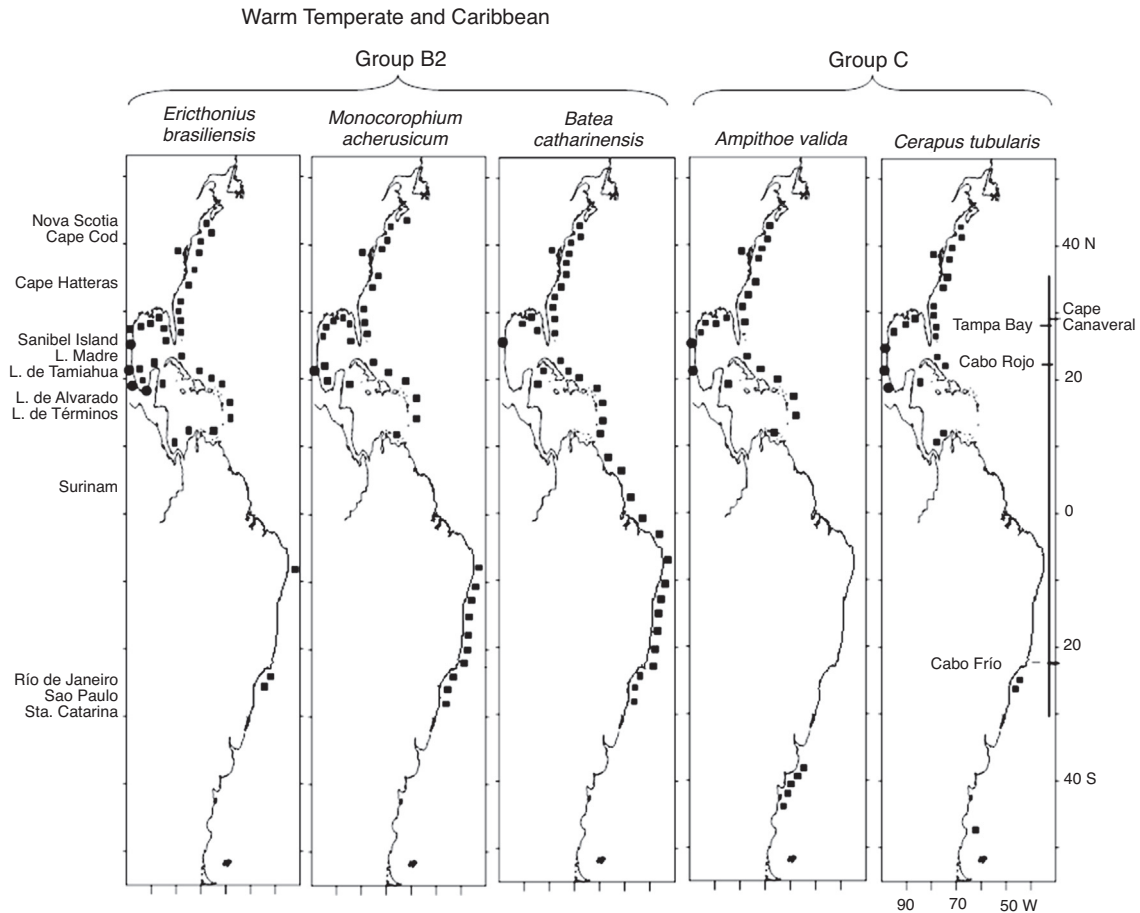 Warm Temperate and Caribbean
Group B2
Group C
Ericthonius
brasiliensis
Monocorophium
acherusicum
Batea
catharinensis
Ampithoe valida
Cerapus tubularis
Nova Scotia
Cape Cod
Cape Hatteras
Sanibel Island
L. Madre
L. de Tamiahua
L. de Alvarado
L. de Términos
Surinam
Río de Janeiro
Sao Paulo
Sta. Catarina
40 N
Cape
Canaveral
Tampa Bay
Cabo Rojo
20
0
20
Cabo Frío
40 S
90 70 50 W